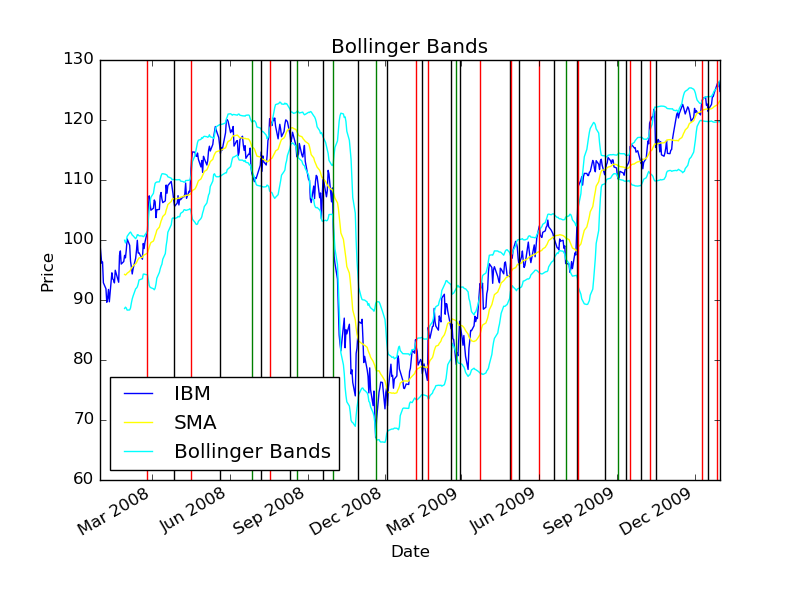 Bollinger Bands
130
120
110
100
90
80
70
60
Price
IBM
SMA
Bollinger Bands
Mar 2008
Jun 2008
Sep 2008
Dec 2008
Mar 2009
Jun 2009
Sep 2009
Dec 2009
Date